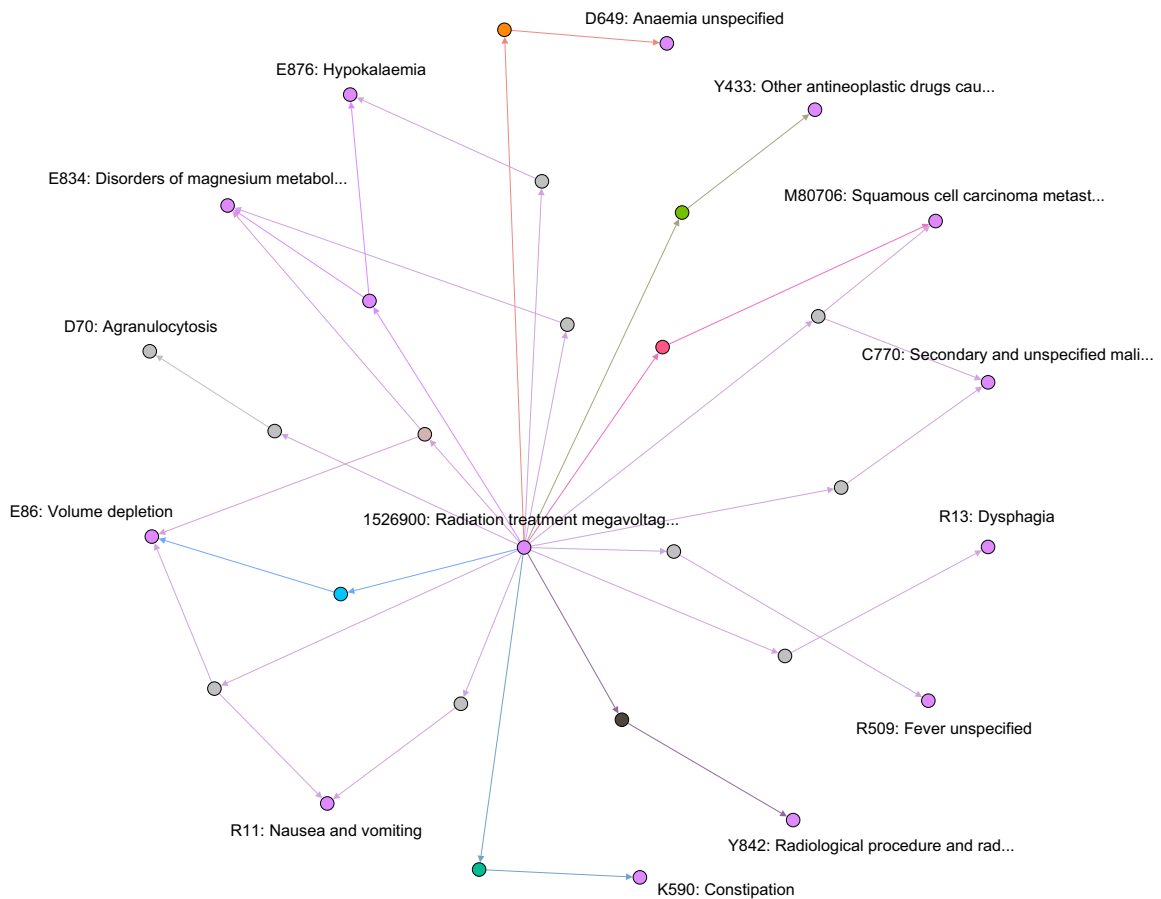 D649: Anaemia unspecified
E876: Hypokalaemia
Y433: Other antineoplastic drugs cau...
E834: Disorders of magnesium metabol...
M80706: Squamous cell carcinoma metast...
D70: Agranulocytosis
C770: Secondary and unspecified mali...
E86: Volume depletion
1526900: Radiation treatment megavoltag...
R13: Dysphagia
R509: Fever unspecified
R11: Nausea and vomiting
Y842: Radiological procedure and rad...
K590: Constipation